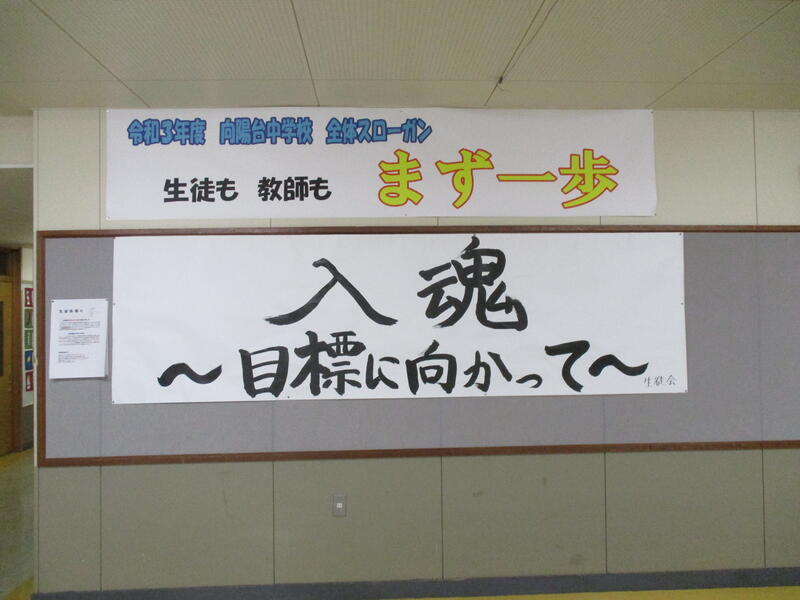 令和3年度 向陽台中学校 全体スローガン
生徒も 教師も まず一歩
入魂
～目標に向かって～
生徒会